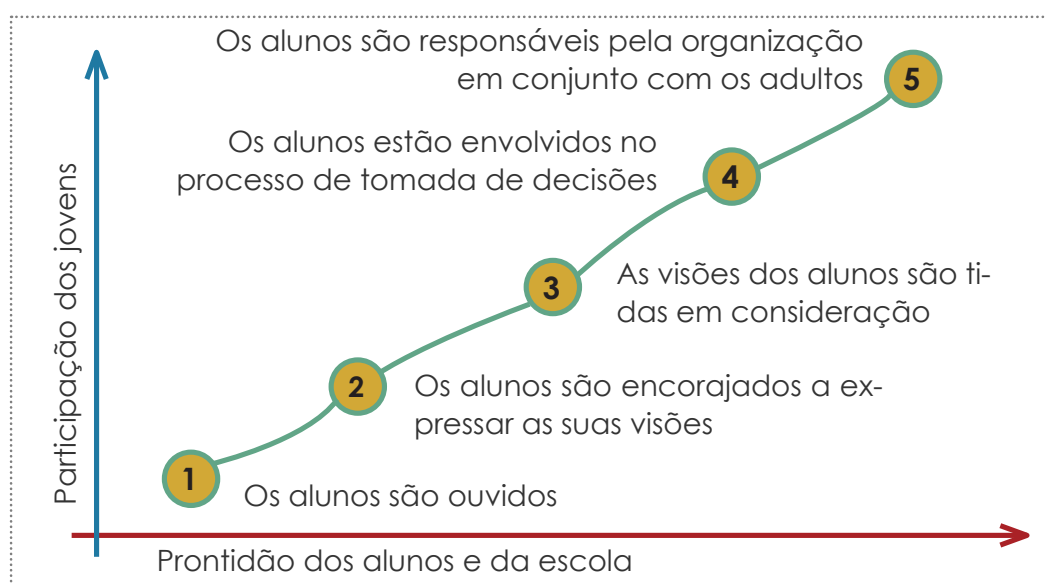 Os alunos são responsáveis pela organização
em conjunto com os adultos
5
Os alunos estão envolvidos no
processo de tomada de decisões
4
3
As visões dos alunos são ti-
das em consideração
2
Os alunos são encorajados a ex-
pressar as suas visões
1
Os alunos são ouvidos
Participação dos jovens
Prontidão dos alunos e da escola